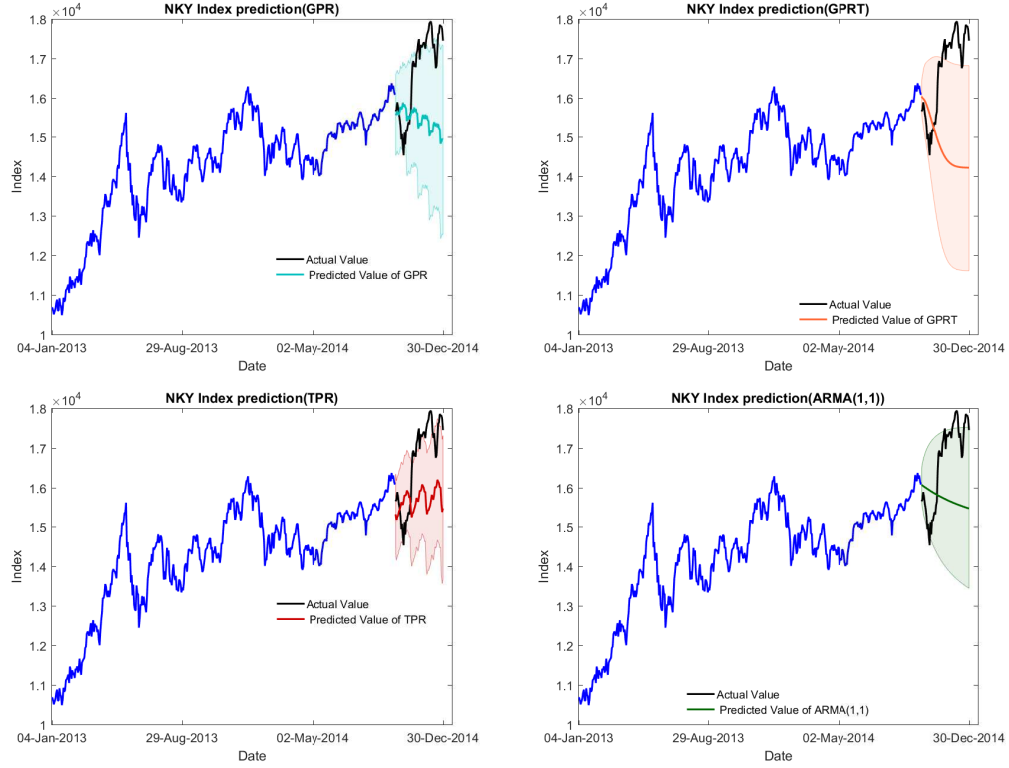 NKY Index prediction(GPR)
×10⁴
1.8
1.7
1.6
1.5
1.4
1.3
1.2
1.1
1
Index
Actual Value
Predicted Value of GPR
04-Jan-2013 29-Aug-2013 02-May-2014 30-Dec-2014
Date
NKY Index prediction(GPRT)
×10⁴
1.8
1.7
1.6
1.5
1.4
1.3
1.2
1.1
1
Index
Actual Value
Predicted Value of GPRT
04-Jan-2013 29-Aug-2013 02-May-2014 30-Dec-2014
Date
NKY Index prediction(TPR)
×10⁴
1.8
1.7
1.6
1.5
1.4
1.3
1.2
1.1
1
Index
Actual Value
Predicted Value of TPR
04-Jan-2013 29-Aug-2013 02-May-2014 30-Dec-2014
Date
NKY Index prediction(ARMA(1,1))
×10⁴
1.8
1.7
1.6
1.5
1.4
1.3
1.2
1.1
1
Index
Actual Value
Predicted Value of ARMA(1,1)
04-Jan-2013 29-Aug-2013 02-May-2014 30-Dec-2014
Date